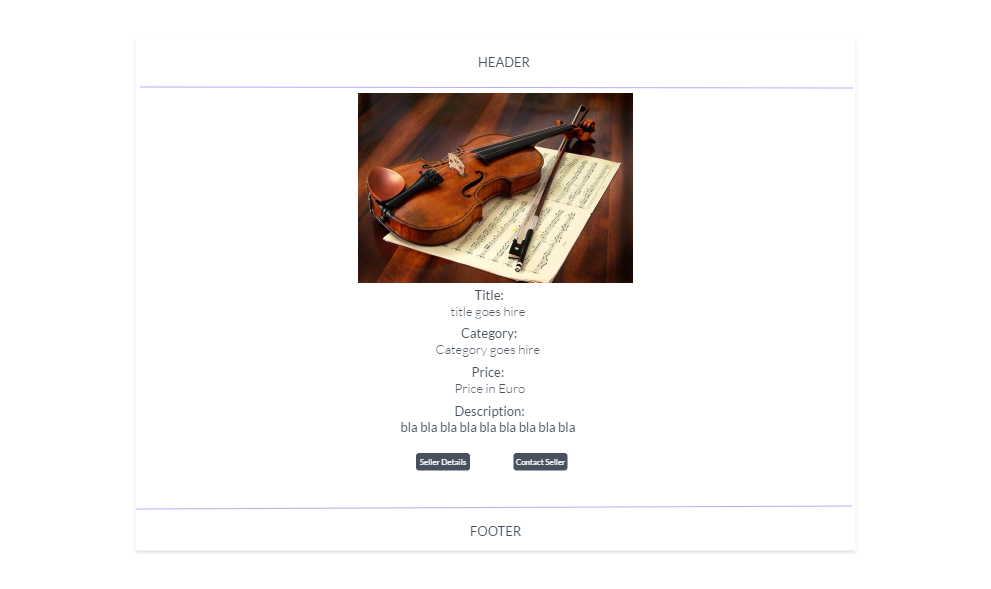 HEADER
Title:
title goes hire
Category:
Category goes hire
Price:
Price in Euro
Description:
bla bla bla bla bla bla bla bla bla
Seller Details
Contact Seller
FOOTER